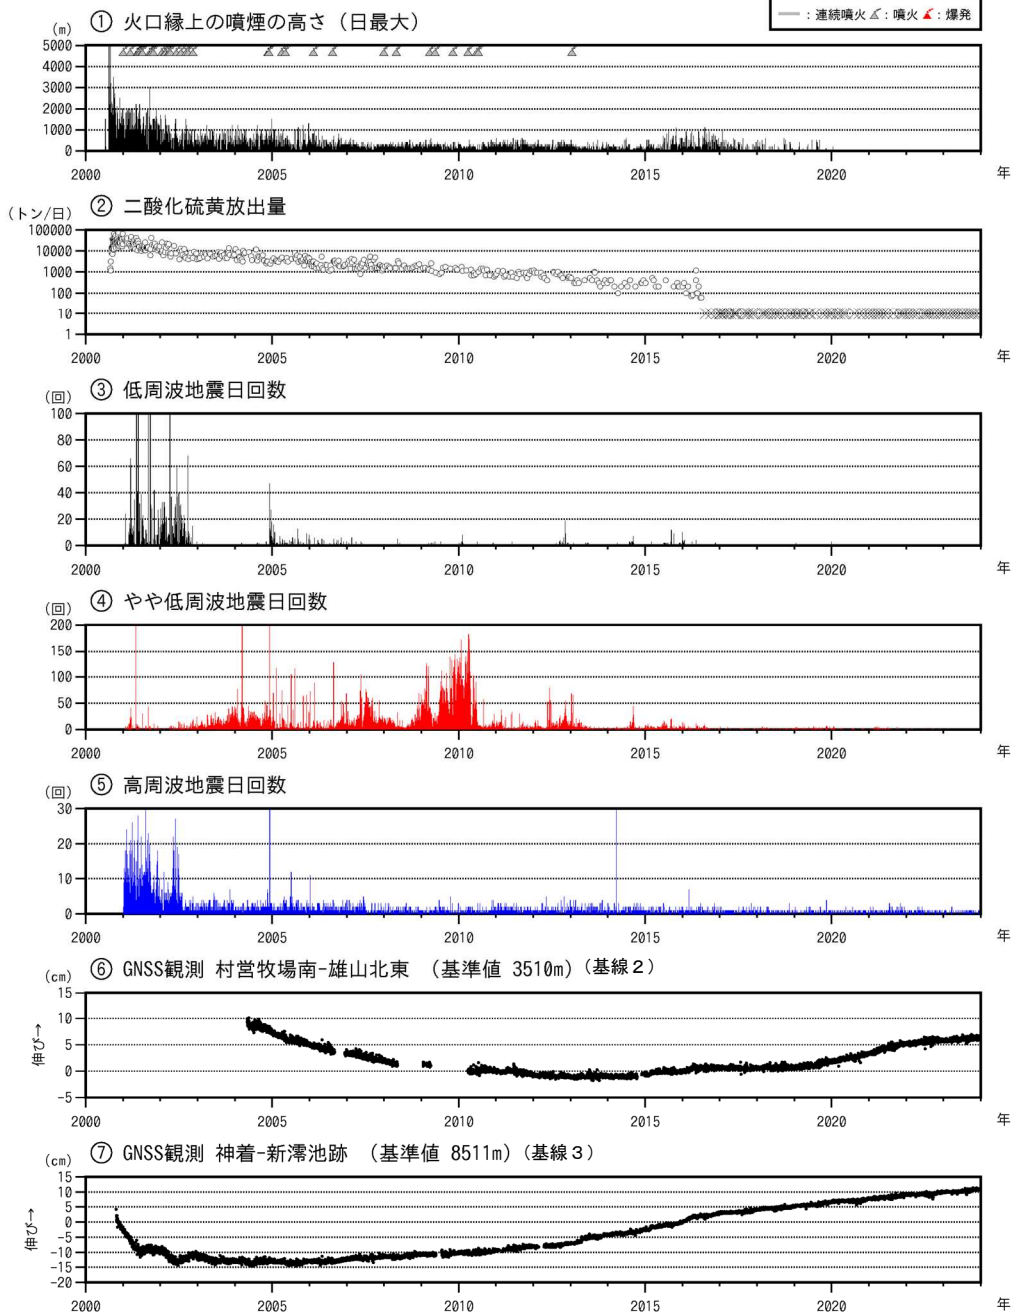 ━ : 連続噴火 : 噴火 : 爆発
① 火口縁上の噴煙の高さ（日最大）
(m)
5000
4000
3000
2000
1000
0
2000 2005 2010 2015 2020 年
② 二酸化硫黄放出量
(トン/日)
100000
10000
1000
100
10
1
2000 2005 2010 2015 2020 年
③ 低周波地震日回数
(回)
100
80
60
40
20
0
2000 2005 2010 2015 2020 年
④ やや低周波地震日回数
(回)
200
150
100
50
0
2000 2005 2010 2015 2020 年
⑤ 高周波地震日回数
(回)
30
20
10
0
2000 2005 2010 2015 2020 年
⑥ GNSS観測 村営牧場南-雄山北東 （基準値 3510m）（基線２）
(cm)
伸び→
15
10
5
0
-5
2000 2005 2010 2015 2020 年
⑦ GNSS観測 神着-新澪池跡 （基準値 8511m）（基線３）
(cm)
伸び→
15
10
5
0
-5
-10
-15
-20
2000 2005 2010 2015 2020 年